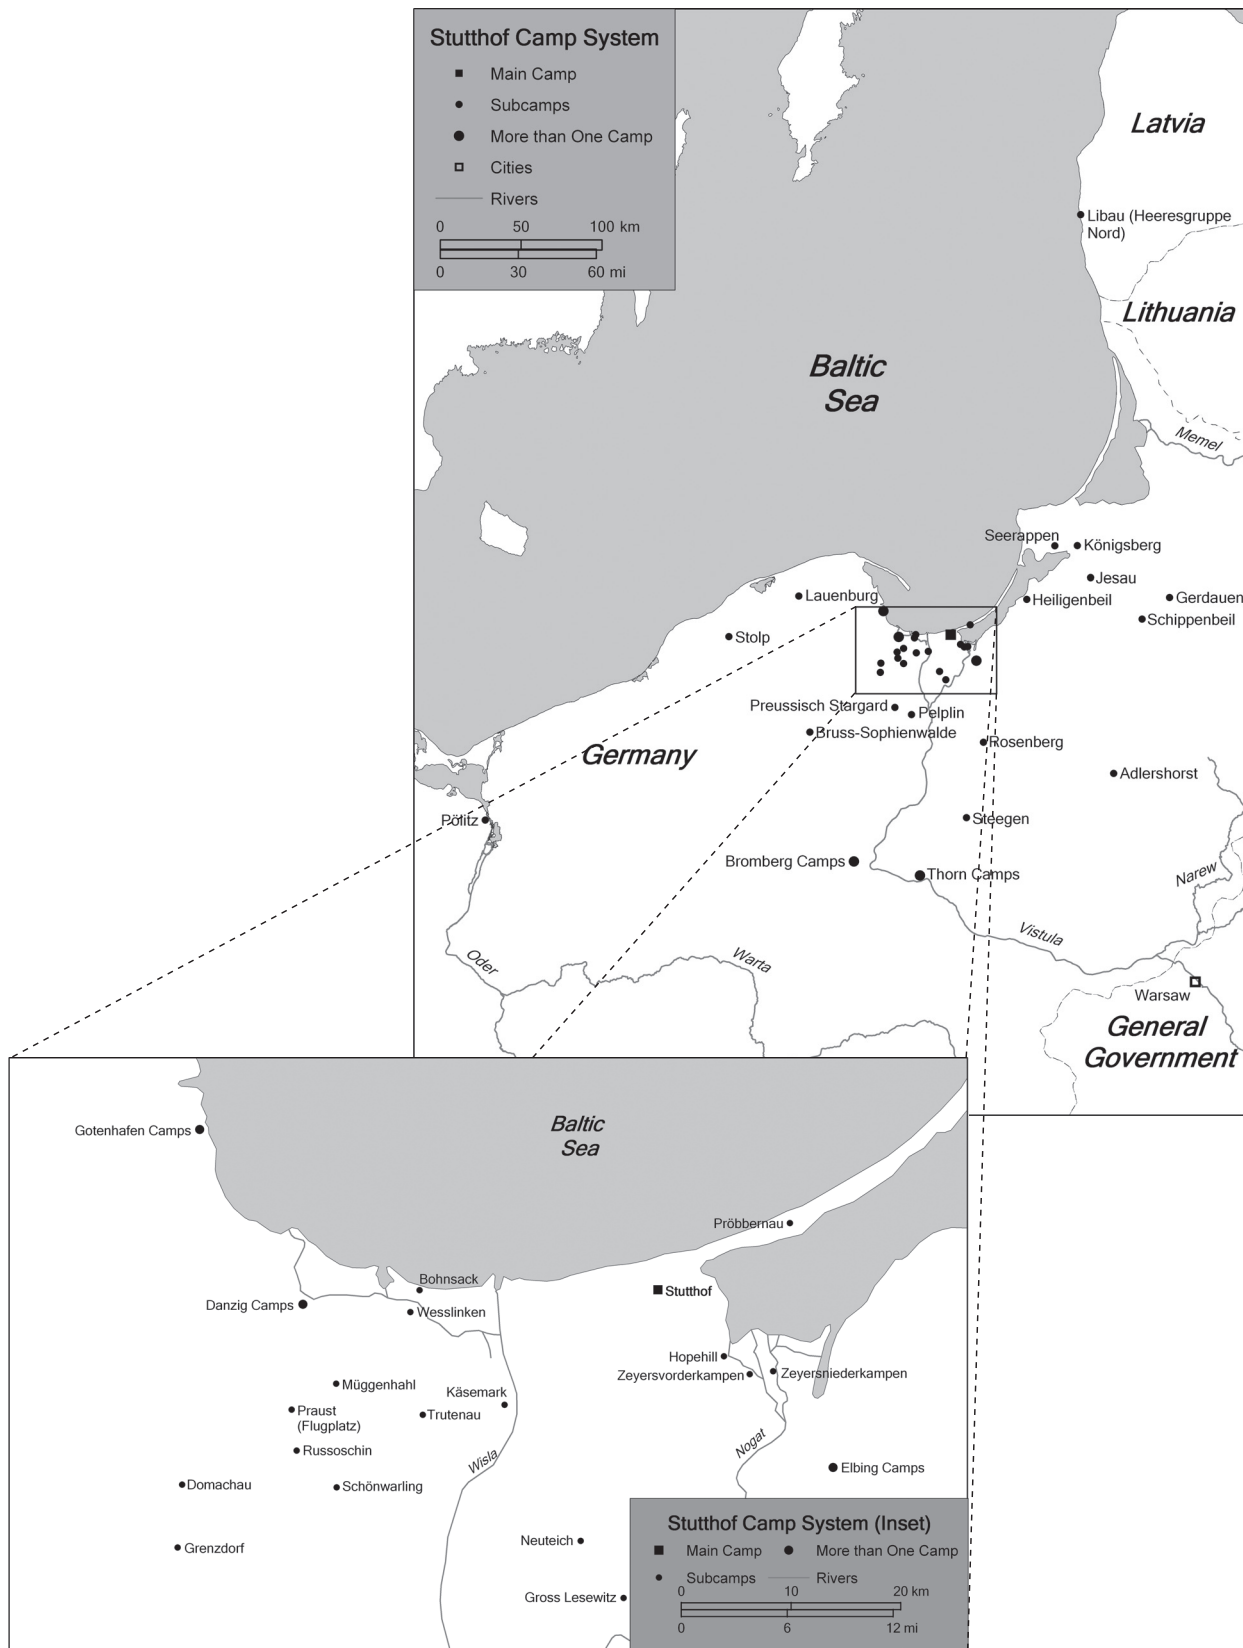 Stutthof Camp System
Main Camp
Subcamps
More than One Camp
Cities
Rivers
0 50 100 km
0 30 60 mi
Latvia
Libau (Heeresgruppe
Nord)
Lithuania
Baltic
Sea
Memel
Seerappen
Königsberg
Jesau
Lauenburg
Heiligenbeil
Gerdauen
Schippenbeil
Stolp
Preussisch Stargard
Pelplin
Bruss-Sophienwalde
Germany
Rosenberg
Adlershorst
Pölitz
Steegen
Bromberg Camps
Thorn Camps
Narew
Vistula
Oder
Warta
Warsaw
General
Government
Baltic
Sea
Gotenhafen Camps
Pröbbernau
Bohnsack
Stutthof
Danzig Camps
Wesslinken
Hopehill
Zeyersvorderkampen
Zeyersniederkampen
Müggenhahl
Käsemark
Praust
(Flugplatz)
Trutenau
Russoschin
Nogat
Wisla
Elbing Camps
Domachau
Schönwarling
Grenzdorf
Neuteich
Gross Lesewitz
Stutthof Camp System (Inset)
Main Camp
More than One Camp
Subcamps
Rivers
0 10 20 km
0 6 12 mi